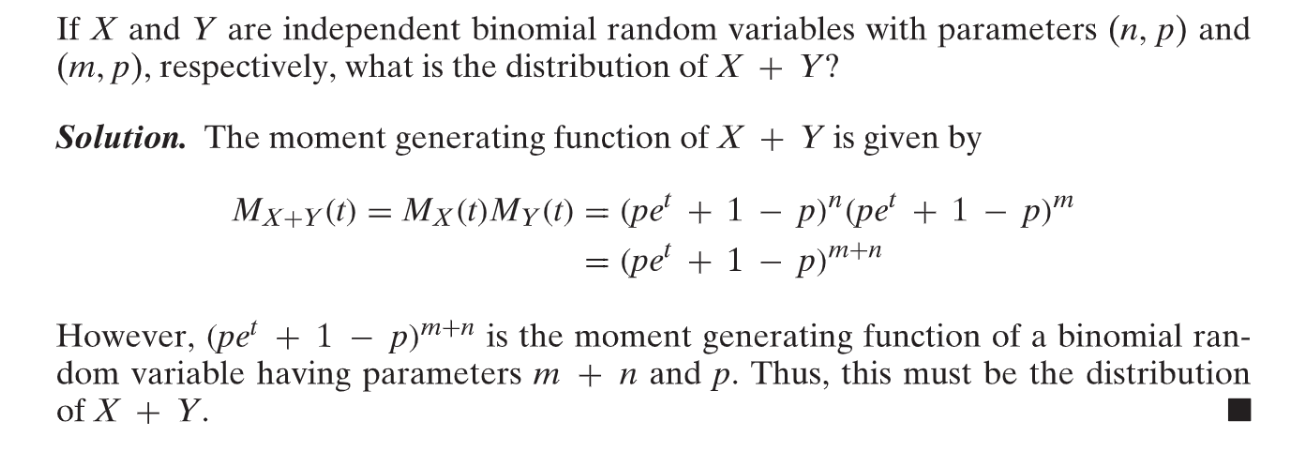 If X and Y are independent binomial random variables with parameters (n, p) and
(m, p), respectively, what is the distribution of X + Y?
Solution. The moment generating function of X + Y is given by
M_{X+Y}(t) = M_X(t)M_Y(t) = (pe^t + 1 − p)^n(pe^t + 1 − p)^m
= (pe^t + 1 − p)^{m+n}
However, (pe^t + 1 − p)^{m+n} is the moment generating function of a binomial ran-
dom variable having parameters m + n and p. Thus, this must be the distribution
of X + Y. ■